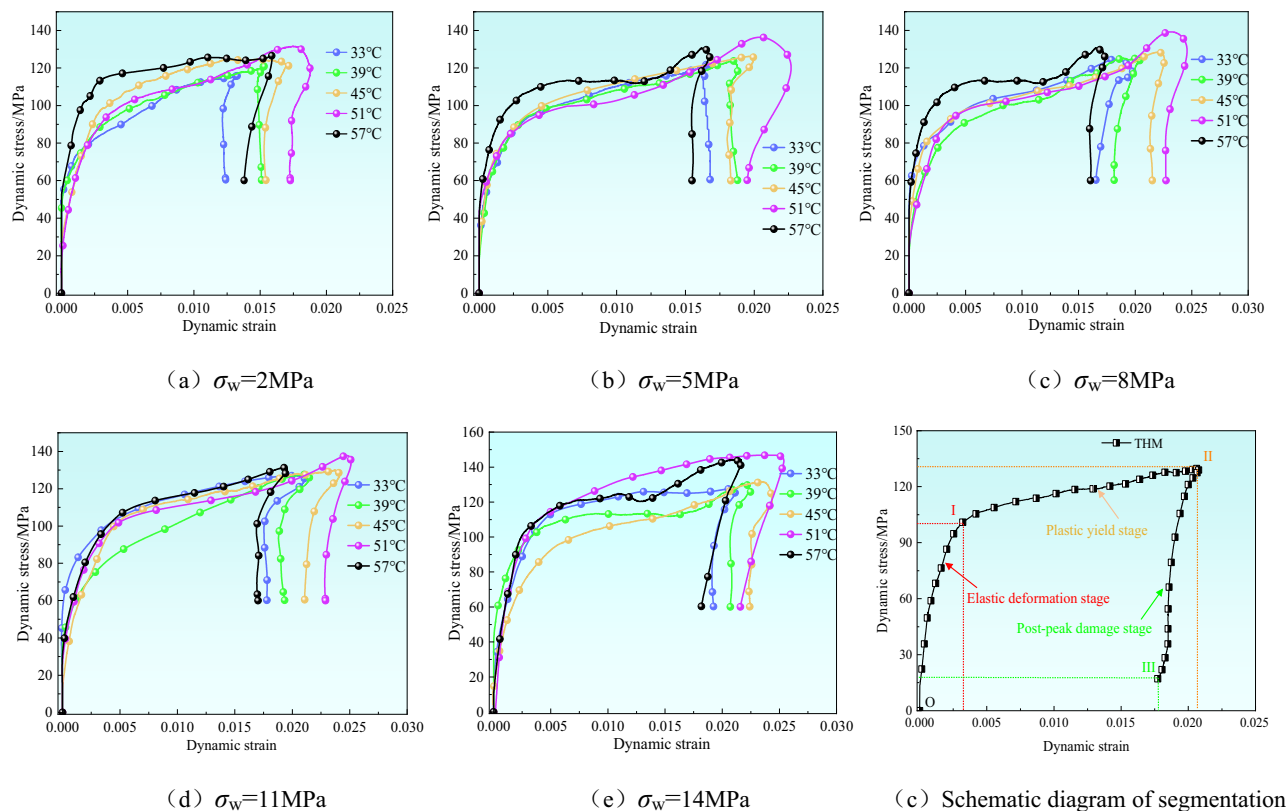 Dynamic stress/MPa
140
120
100
80
60
40
20
0
33℃
39℃
45℃
51℃
57℃
0.000 0.005 0.010 0.015 0.020 0.025
Dynamic strain
(a) σw=2MPa
Dynamic stress/MPa
140
120
100
80
60
40
20
0
33℃
39℃
45℃
51℃
57℃
0.000 0.005 0.010 0.015 0.020 0.025
Dynamic strain
(b) σw=5MPa
Dynamic stress/MPa
140
120
100
80
60
40
20
0
33℃
39℃
45℃
51℃
57℃
0.000 0.005 0.010 0.015 0.020 0.025 0.030
Dynamic strain
(c) σw=8MPa
Dynamic stress/MPa
140
120
100
80
60
40
20
0
33℃
39℃
45℃
51℃
57℃
0.000 0.005 0.010 0.015 0.020 0.025 0.030
Dynamic strain
(d) σw=11MPa
Dynamic stress/MPa
160
140
120
100
80
60
40
20
0
33℃
39℃
45℃
51℃
57℃
0.000 0.005 0.010 0.015 0.020 0.025 0.030
Dynamic strain
(e) σw=14MPa
Dynamic stress/MPa
150
120
90
60
30
0
THM
II
I
Plastic yield stage
Elastic deformation stage
Post-peak damage stage
III
O
0.000 0.005 0.010 0.015 0.020 0.025
Dynamic strain
(c) Schematic diagram of segmentation